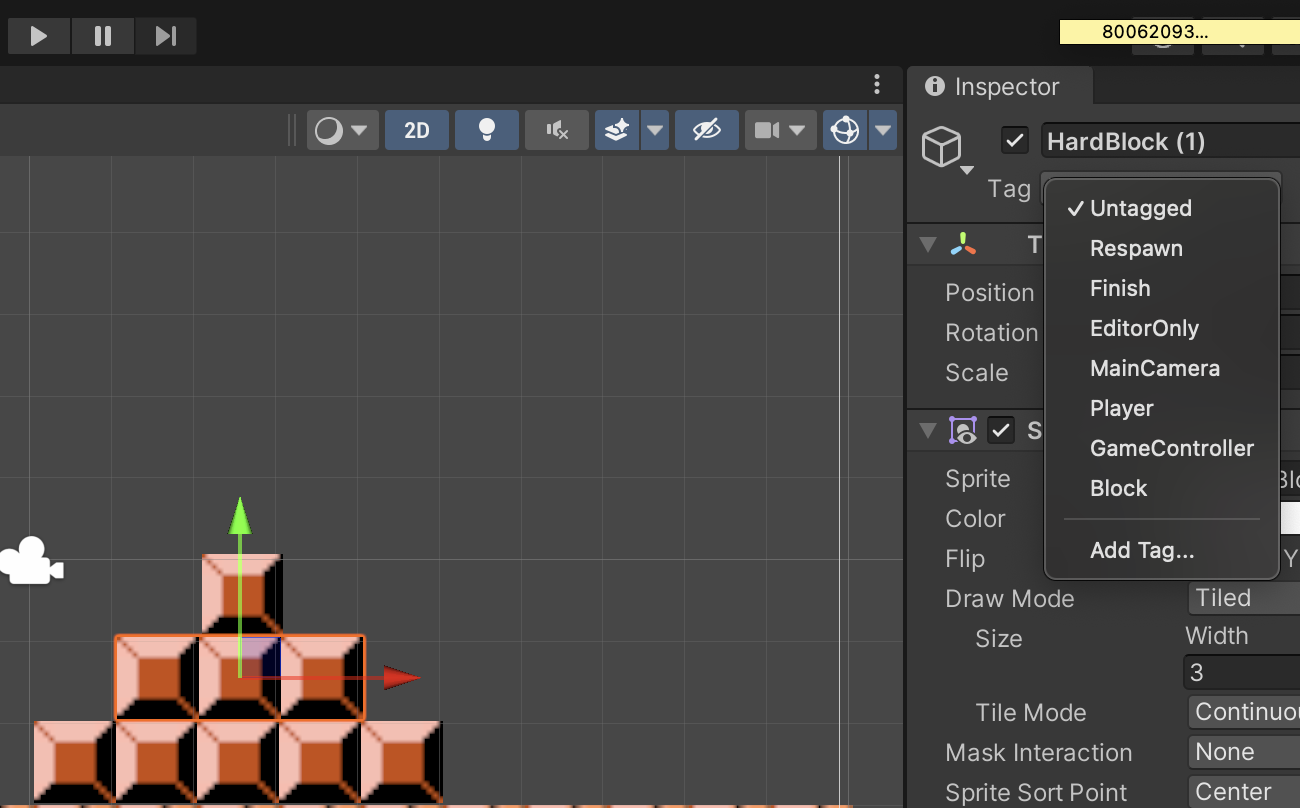 80062093...
Inspector
2D
HardBlock (1)
Tag
Untagged
Respawn
Finish
EditorOnly
MainCamera
Player
GameController
Block
Add Tag...
T
Position
Rotation
Scale
S
Sprite
Color
Flip
Y
Draw Mode
Tiled
Size
Width
3
Tile Mode
Continuou
Mask Interaction
None
Sprite Sort Point
Center